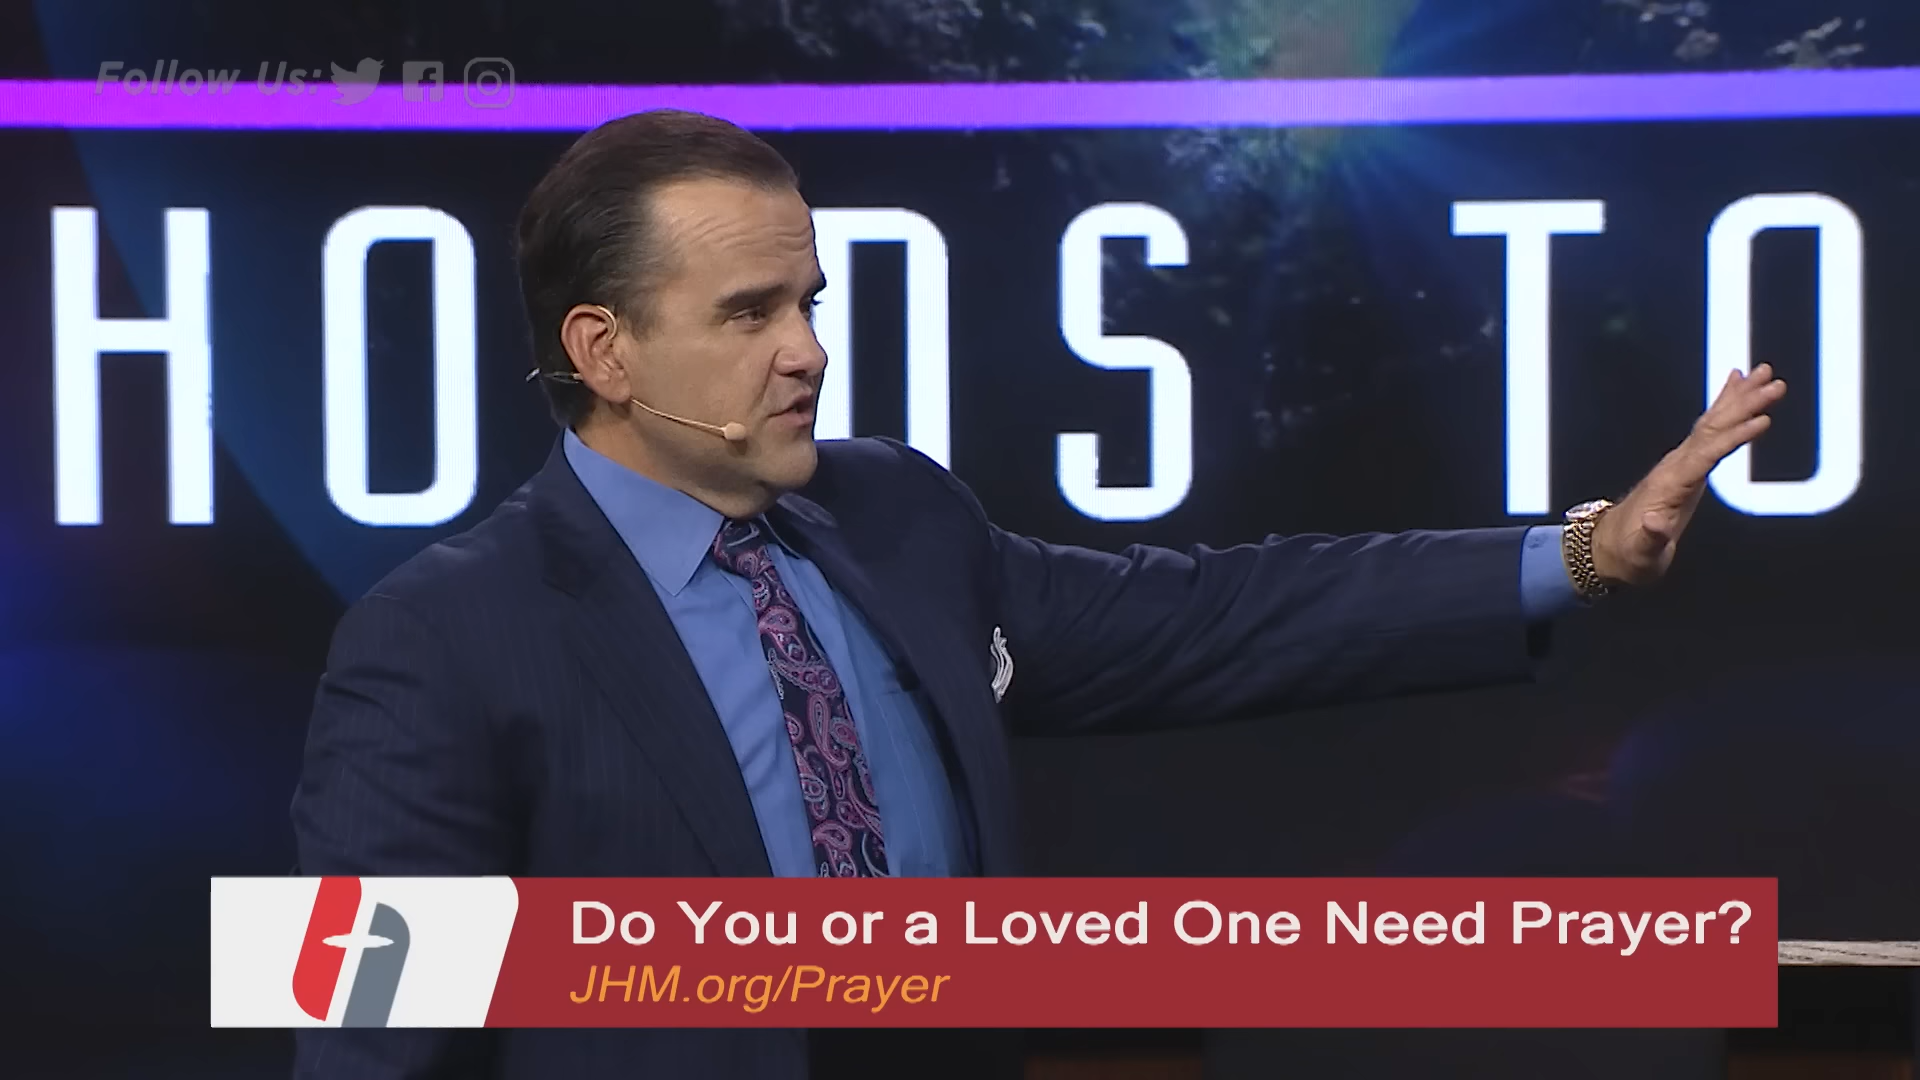 Follow Us:
HO DS TO
Do You or a Loved One Need Prayer?
JHM.org/Prayer